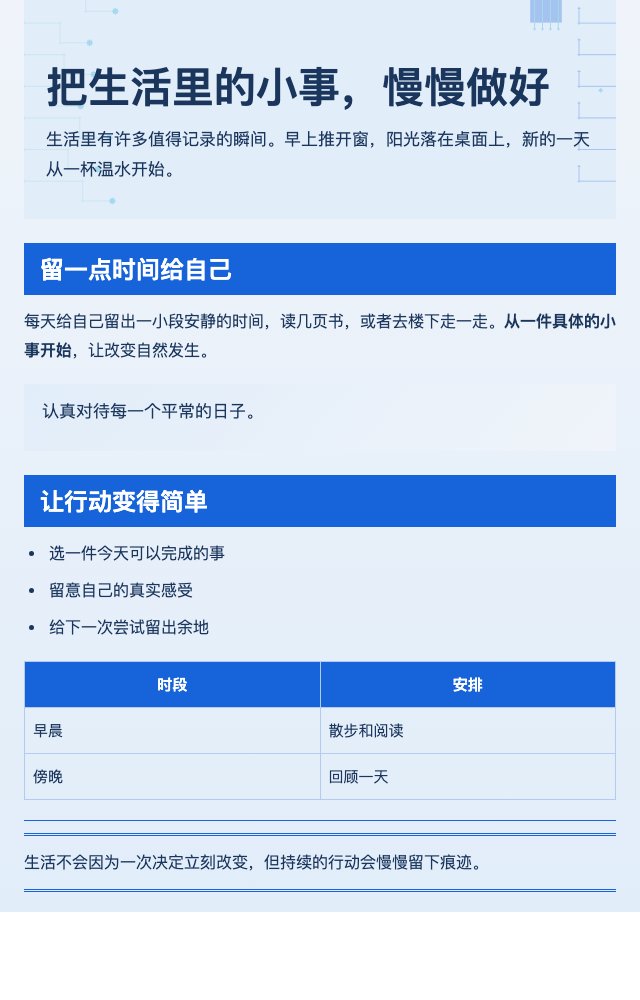 把生活里的小事，慢慢做好
生活里有许多值得记录的瞬间。早上推开窗，阳光落在桌面上，新的一天
从一杯温水开始。
留一点时间给自己
每天给自己留出一小段安静的时间，读几页书，或者去楼下走一走。从一件具体的小
事开始，让改变自然发生。
认真对待每一个平常的日子。
让行动变得简单
• 选一件今天可以完成的事
• 留意自己的真实感受
• 给下一次尝试留出余地
时段 安排
早晨 散步和阅读
傍晚 回顾一天
生活不会因为一次决定立刻改变，但持续的行动会慢慢留下痕迹。